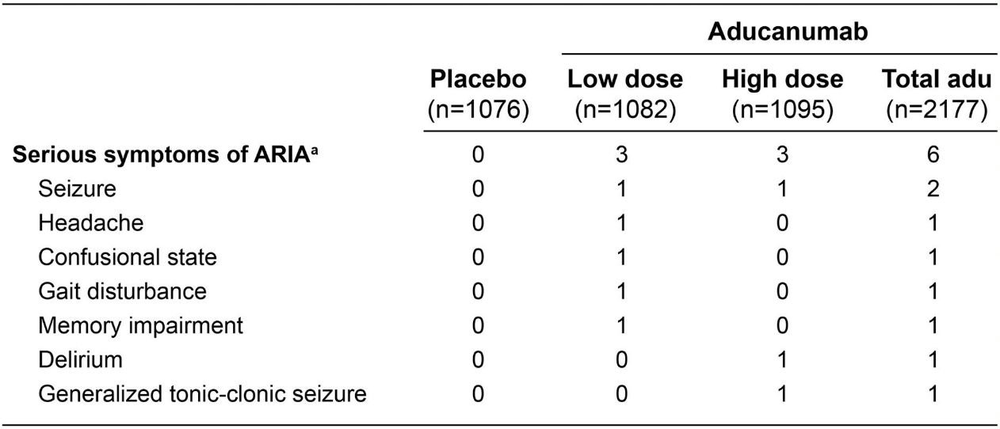 Aducanumab
Placebo Low dose High dose Total adu
(n=1076) (n=1082) (n=1095) (n=2177)
Serious symptoms of ARIAᵃ 0 3 3 6
Seizure 0 1 1 2
Headache 0 1 0 1
Confusional state 0 1 0 1
Gait disturbance 0 1 0 1
Memory impairment 0 1 0 1
Delirium 0 0 1 1
Generalized tonic-clonic seizure 0 0 1 1